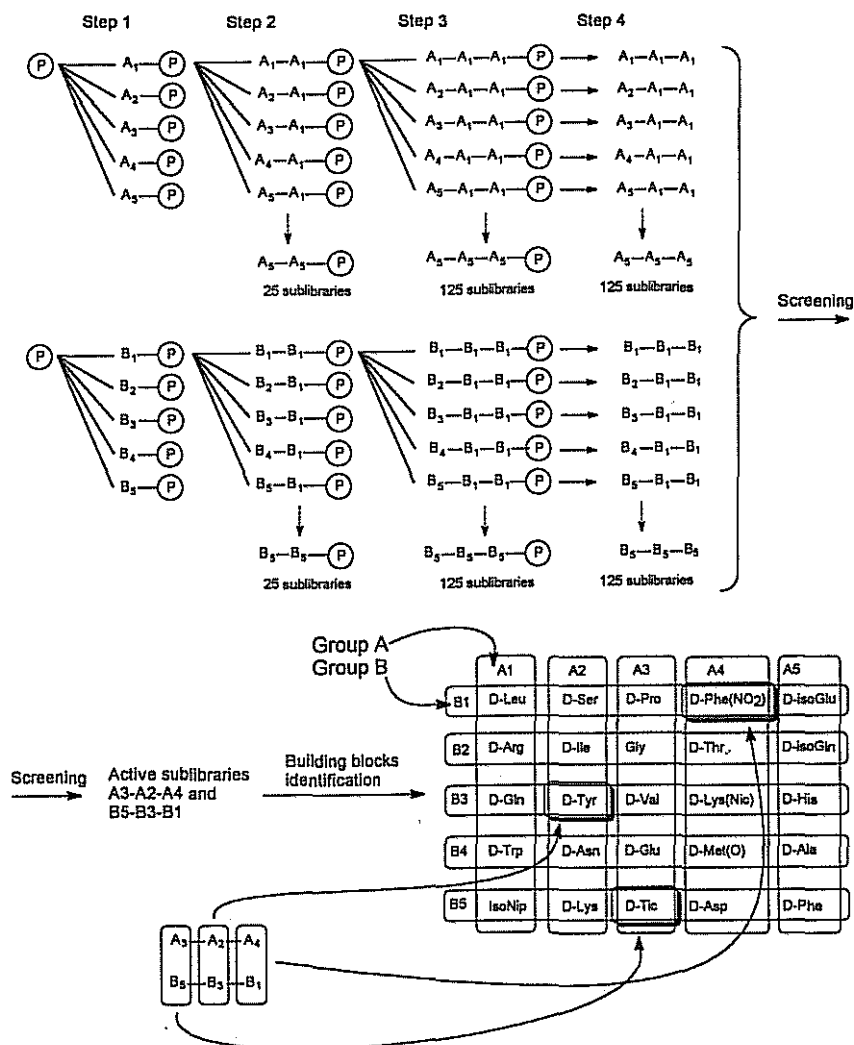 Step 1 Step 2 Step 3 Step 4
P A₁—P A₁—A₁—P A₁—A₁—A₁—P A₁—A₁—A₁
A₂—P A₂—A₁—P A₂—A₁—A₁—P A₂—A₁—A₁
A₃—P A₃—A₁—P A₃—A₁—A₁—P A₃—A₁—A₁
A₄—P A₄—A₁—P A₄—A₁—A₁—P A₄—A₁—A₁
A₅—P A₅—A₁—P A₅—A₁—A₁—P A₅—A₁—A₁
A₅—A₅—P A₅—A₅—A₅—P A₅—A₅—A₅
25 sublibraries 125 sublibraries 125 sublibraries
Screening
P B₁—P B₁—B₁—P B₁—B₁—B₁—P B₁—B₁—B₁
B₂—P B₂—B₁—P B₂—B₁—B₁—P B₂—B₁—B₁
B₃—P B₃—B₁—P B₃—B₁—B₁—P B₅—B₁—B₁
B₄—P B₄—B₁—P B₄—B₁—B₁—P B₄—B₁—B₁
B₅—P B₅—B₁—P B₅—B₁—B₁—P B₅—B₁—B₁
B₅—B₅—P B₅—B₅—B₅—P B₅—B₅—B₅
25 sublibraries 125 sublibraries 125 sublibraries
Group A
Group B
A1 A2 A3 A4 A5
B1 D-Leu D-Ser D-Pro D-Phe(NO₂) D-isoGlu
B2 D-Arg D-Ile Gly D-Thr D-isoGln
B3 D-Gln D-Tyr D-Val D-Lys(Nic) D-His
B4 D-Trp D-Asn D-Glu D-Met(O) D-Ala
B5 IsoNip D-Lys D-Tic D-Asp D-Phe
Screening
Active sublibraries
A3-A2-A4 and
B5-B3-B1
Building blocks
identification
A₃—A₂—A₄
B₅—B₃—B₁